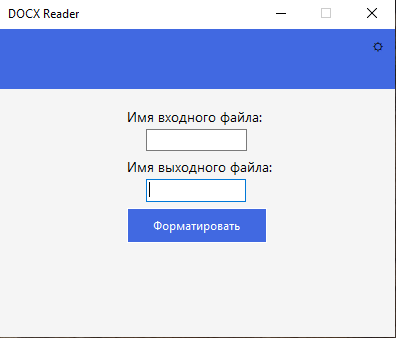 DOCX Reader
Имя входного файла:
Имя выходного файла:
Форматировать